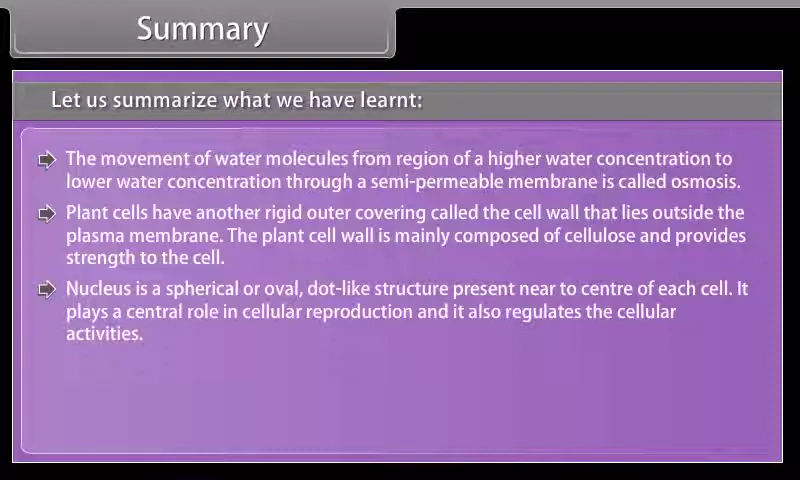 Summary
Let us summarize what we have learnt:
The movement of water molecules from region of a higher water concentration to
lower water concentration through a semi-permeable membrane is called osmosis.
Plant cells have another rigid outer covering called the cell wall that lies outside the
plasma membrane. The plant cell wall is mainly composed of cellulose and provides
strength to the cell.
Nucleus is a spherical or oval, dot-like structure present near to centre of each cell. It
plays a central role in cellular reproduction and it also regulates the cellular
activities.